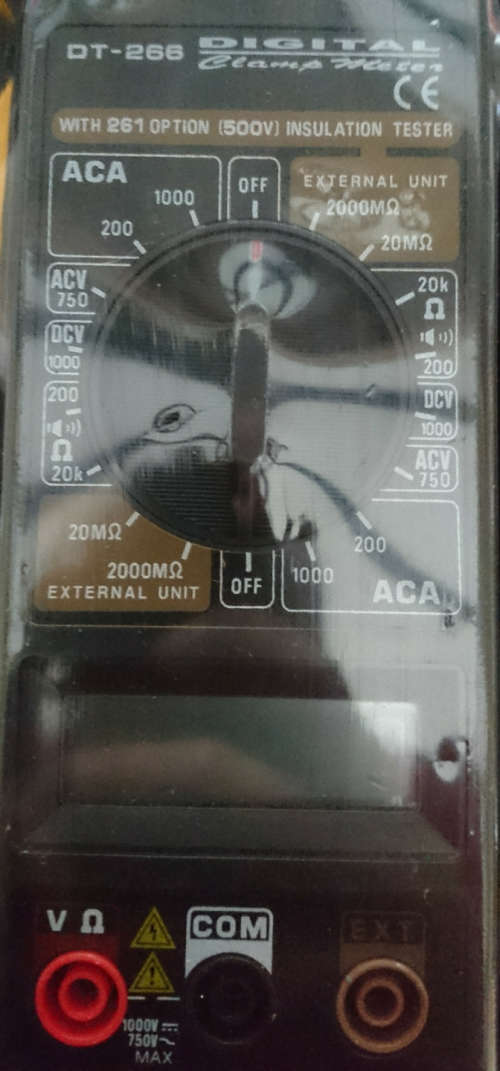 DT-266 DIGITAL
Clamp Meter
CE
WITH 261 OPTION (500V) INSULATION TESTER
ACA
1000
200
OFF
EXTERNAL UNIT
2000MΩ
20MΩ
ACV
750
20k
Ω
DCV
1000
200
200
Ω
20k
DCV
1000
ACV
750
20MΩ
2000MΩ
EXTERNAL UNIT
OFF
1000
200
ACA
V Ω
COM
EXT
1000V
750V~
MAX